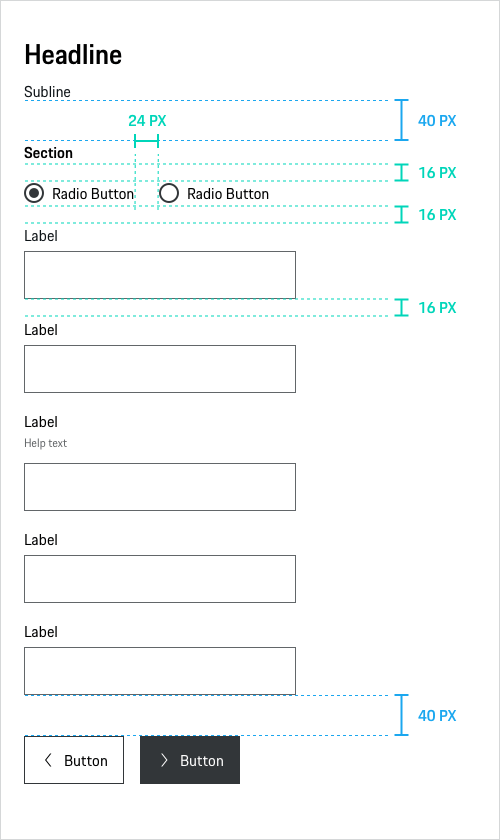 Headline
Subline
40 PX
24 PX
Section
16 PX
Radio Button Radio Button
16 PX
Label
16 PX
Label
Label
Help text
Label
Label
40 PX
Button Button